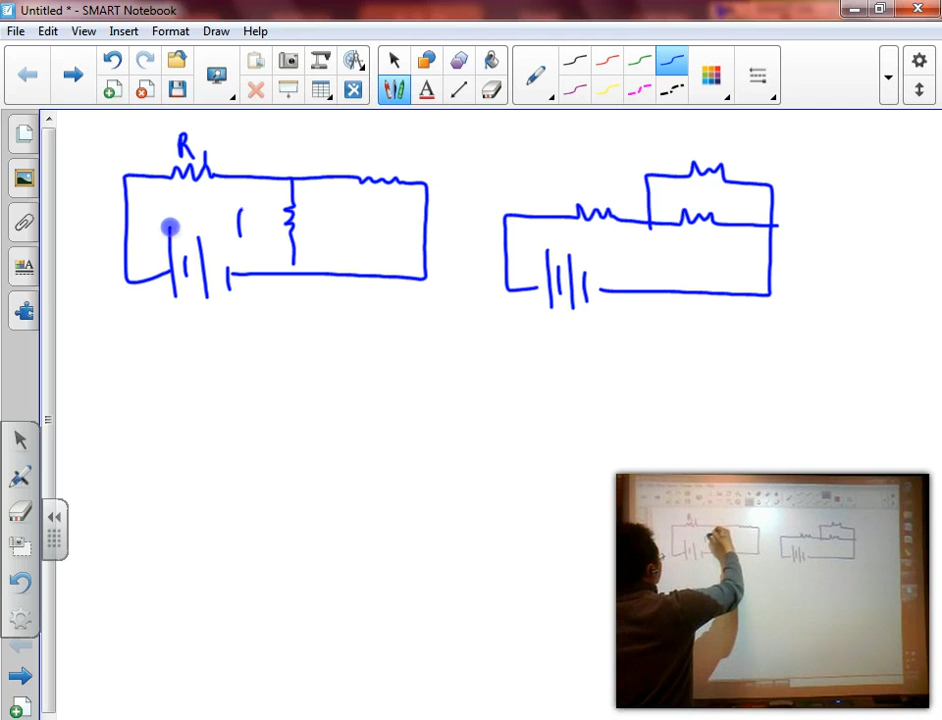 Untitled * - SMART Notebook
File Edit View Insert Format Draw Help
R